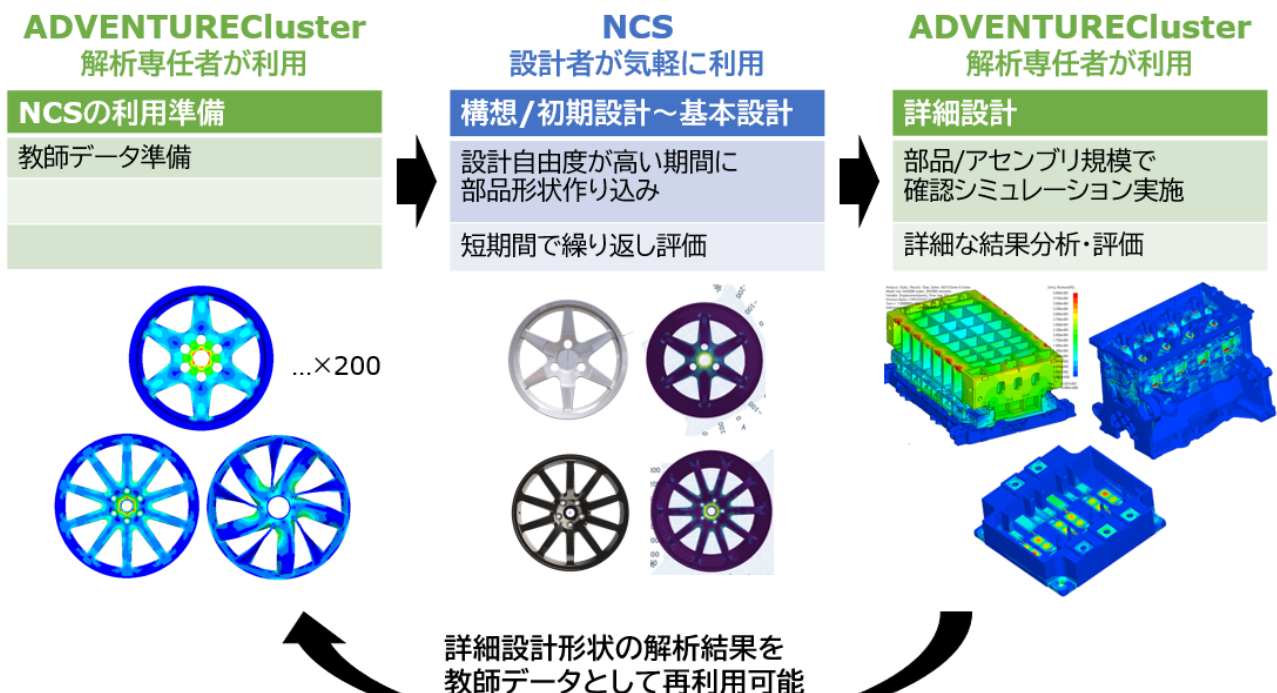 ADVENTURECluster
解析専任者が利用
NCSの利用準備
教師データ準備
…×200
NCS
設計者が気軽に利用
構想/初期設計～基本設計
設計自由度が高い期間に
部品形状作り込み
短期間で繰り返し評価
ADVENTURECluster
解析専任者が利用
詳細設計
部品/アセンブリ規模で
確認シミュレーション実施
詳細な結果分析・評価
詳細設計形状の解析結果を
教師データとして再利用可能